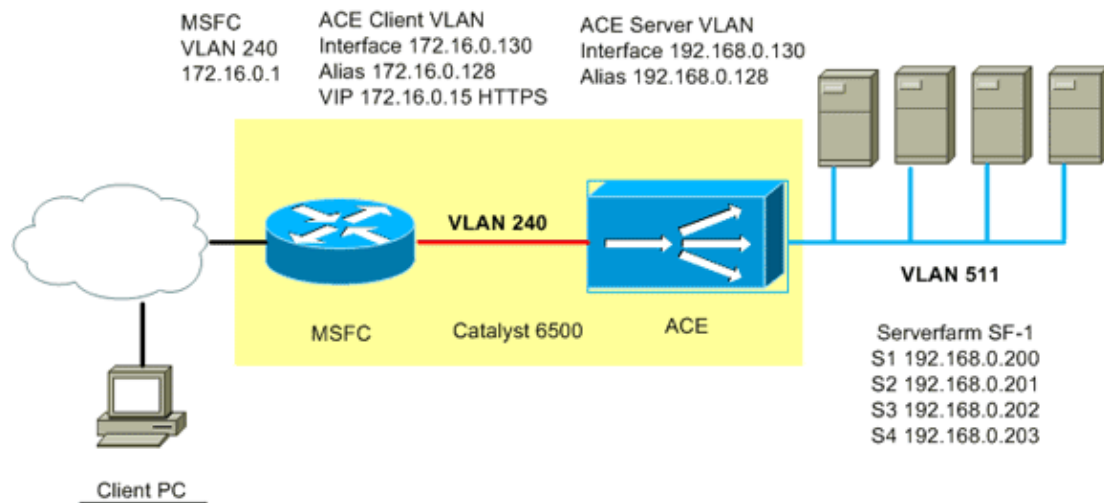 MSFC
VLAN 240
172.16.0.1
ACE Client VLAN
Interface 172.16.0.130
Alias 172.16.0.128
VIP 172.16.0.15 HTTPS
ACE Server VLAN
Interface 192.168.0.130
Alias 192.168.0.128
VLAN 240
MSFC
Catalyst 6500
ACE
VLAN 511
Serverfarm SF-1
S1 192.168.0.200
S2 192.168.0.201
S3 192.168.0.202
S4 192.168.0.203
Client PC